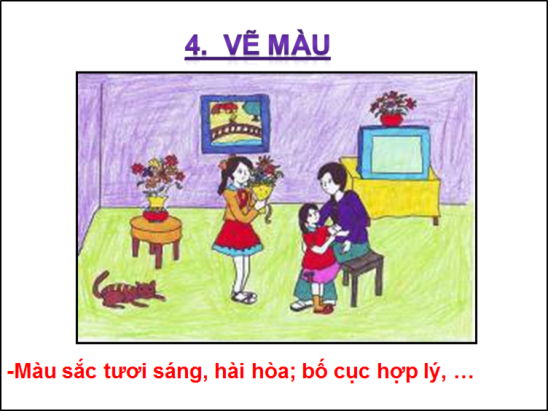 4. VẼ MÀU
-Màu sắc tươi sáng, hài hòa; bố cục hợp lý, …